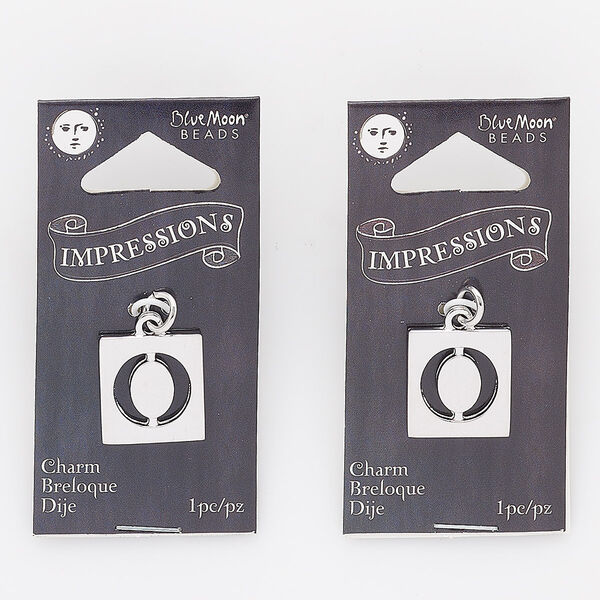 Blue Moon®
BEADS
IMPRESSIONS
O
Charm
Breloque
Dije
1pc/pz
Blue Moon®
BEADS
IMPRESSIONS
O
Charm
Breloque
Dije
1pc/pz